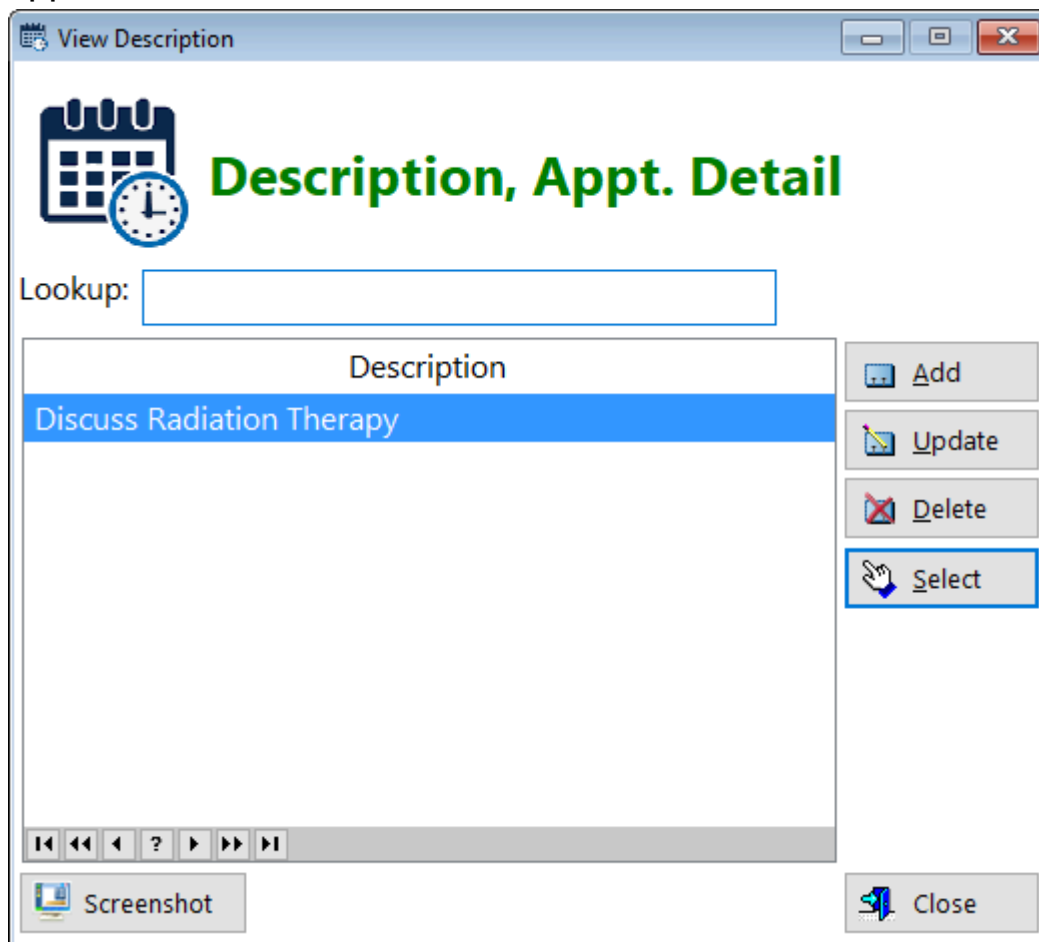 View Description
Description, Appt. Detail
Lookup:
Description
Discuss Radiation Therapy
Add
Update
Delete
Select
?
Screenshot
Close